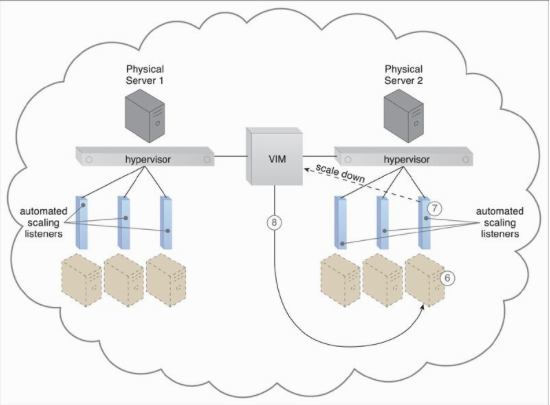 Physical
Server 1
Physical
Server 2
hypervisor
VIM
hypervisor
scale down
7
8
automated
scaling
listeners
automated
scaling
listeners
6